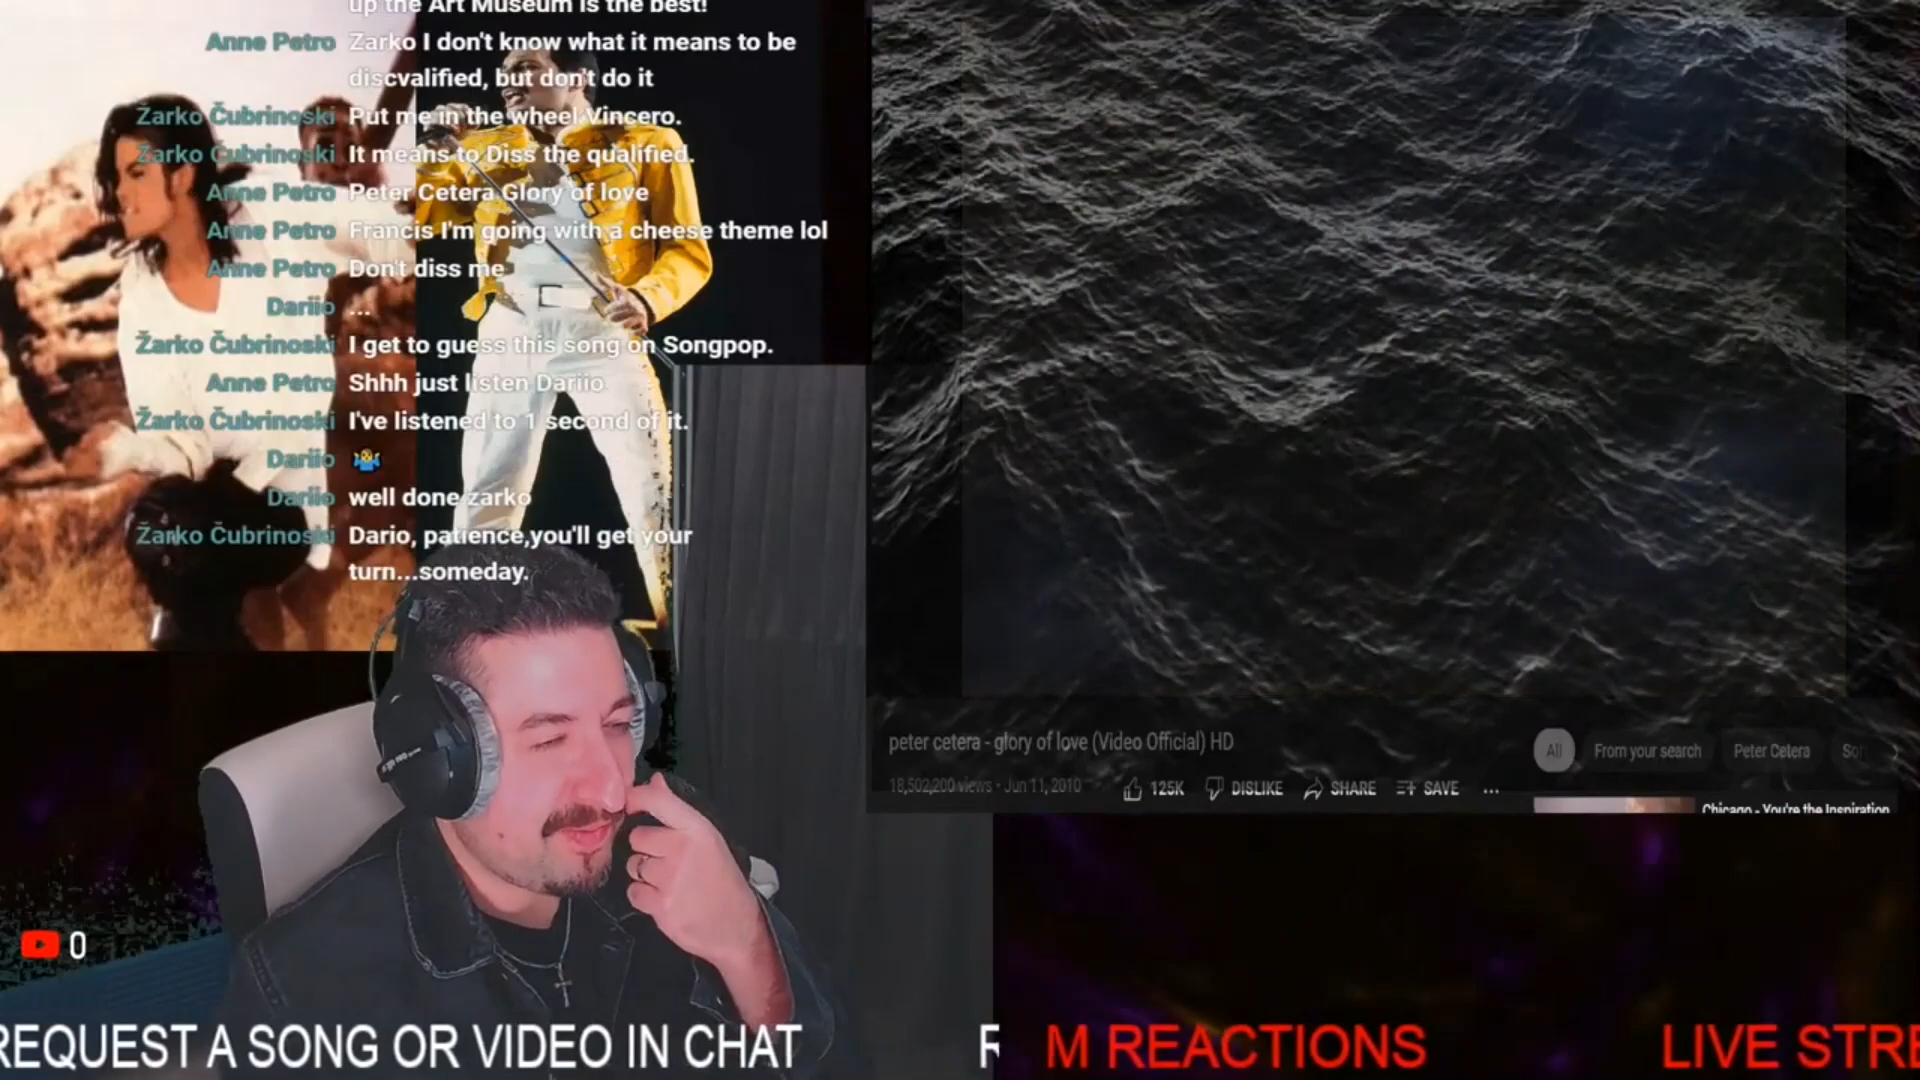 up the Art Museum is the best!
Anne Petro Zarko I don't know what it means to be
discvalified, but don't do it
Žarko Čubrinoski Put me in the wheel Vincero.
Žarko Čubrinoski It means to Diss the qualified.
Anne Petro Peter Cetera Glory of love
Anne Petro Francis I'm going with a cheese theme lol
Anne Petro Don't diss me
Dariio ...
Žarko Čubrinoski I get to guess this song on Songpop.
Anne Petro Shhh just listen Dariio
Žarko Čubrinoski I've listened to 1 second of it.
Dariio 🤷
Dariio well done zarko
Žarko Čubrinoski Dario, patience,you'll get your
turn...someday.
peter cetera - glory of love (Video Official) HD
18,502,200 views • Jun 11, 2010 125K DISLIKE SHARE SAVE ...
All From your search Peter Cetera
Chicago - You're the Inspiration
0
REQUEST A SONG OR VIDEO IN CHAT
R
M REACTIONS
LIVE STRE